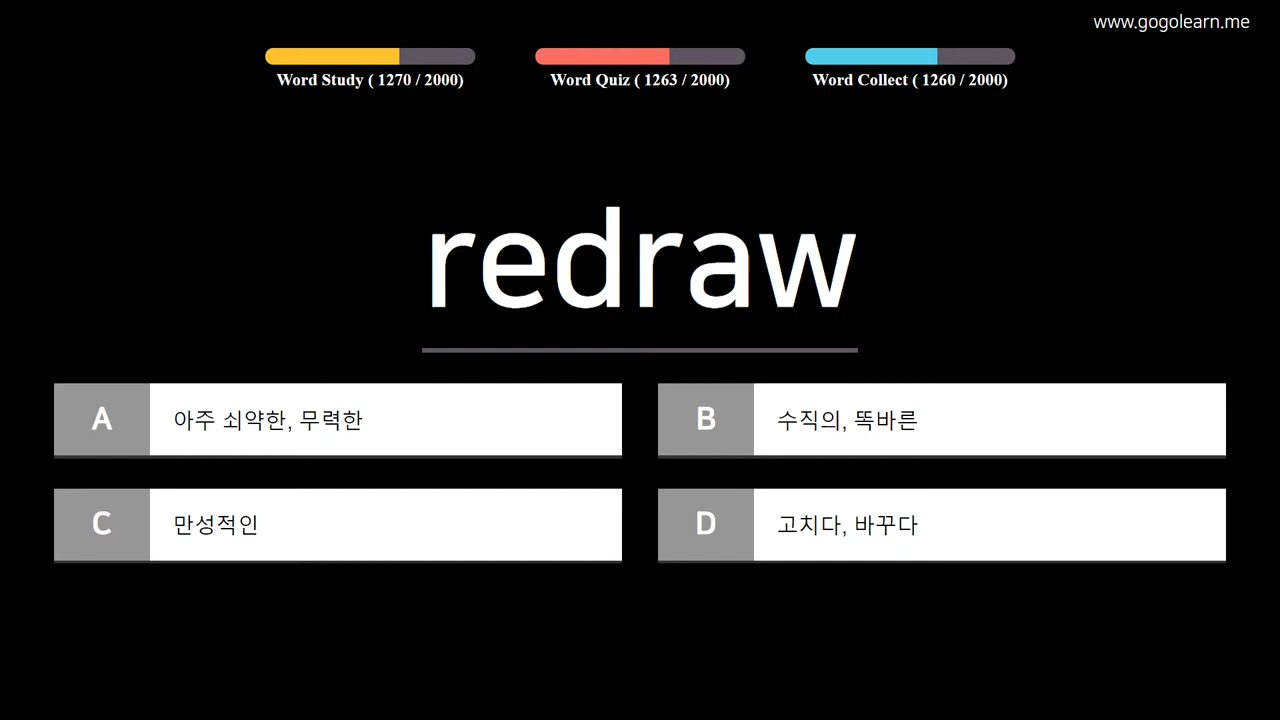 www.gogolearn.me
Word Study ( 1270 / 2000)
Word Quiz ( 1263 / 2000)
Word Collect ( 1260 / 2000)
redraw
A 아주 쇠약한, 무력한
B 수직의, 똑바른
C 만성적인
D 고치다, 바꾸다